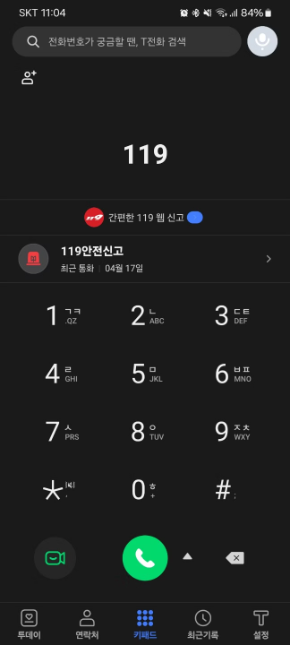 SKT 11:04
84%
전화번호가 궁금할 땐, T전화 검색
119
간편한 119 웹 신고
119안전신고
최근 통화 | 04월 17일
1 ㄱㅋ .QZ
2 ㄴ ABC
3 ㄷㅌ DEF
4 ㄹ GHI
5 ㅁ JKL
6 ㅂㅍ MNO
7 ㅅ PRS
8 ㅇ TUV
9 ㅈㅊ WXY
* ,
0 ㅎ +
# ;
투데이
연락처
키패드
최근기록
설정